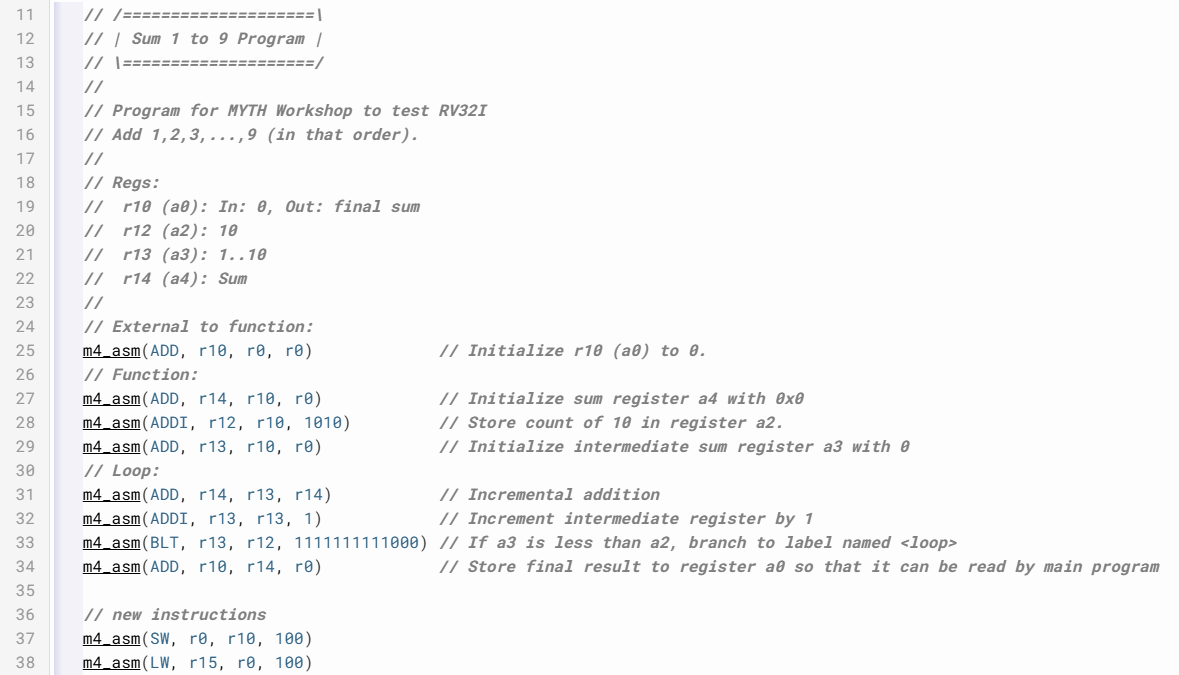 11 // /====================\
12 // | Sum 1 to 9 Program |
13 // \====================/
14 //
15 // Program for MYTH Workshop to test RV32I
16 // Add 1,2,3,...,9 (in that order).
17 //
18 // Regs:
19 //  r10 (a0): In: 0, Out: final sum
20 //  r12 (a2): 10
21 //  r13 (a3): 1..10
22 //  r14 (a4): Sum
23 //
24 // External to function:
25 m4_asm(ADD, r10, r0, r0)             // Initialize r10 (a0) to 0.
26 // Function:
27 m4_asm(ADD, r14, r10, r0)            // Initialize sum register a4 with 0x0
28 m4_asm(ADDI, r12, r10, 1010)         // Store count of 10 in register a2.
29 m4_asm(ADD, r13, r10, r0)            // Initialize intermediate sum register a3 with 0
30 // Loop:
31 m4_asm(ADD, r14, r13, r14)           // Incremental addition
32 m4_asm(ADDI, r13, r13, 1)            // Increment intermediate register by 1
33 m4_asm(BLT, r13, r12, 1111111111000) // If a3 is less than a2, branch to label named <loop>
34 m4_asm(ADD, r10, r14, r0)            // Store final result to register a0 so that it can be read by main program
35
36 // new instructions
37 m4_asm(SW, r0, r10, 100)
38 m4_asm(LW, r15, r0, 100)